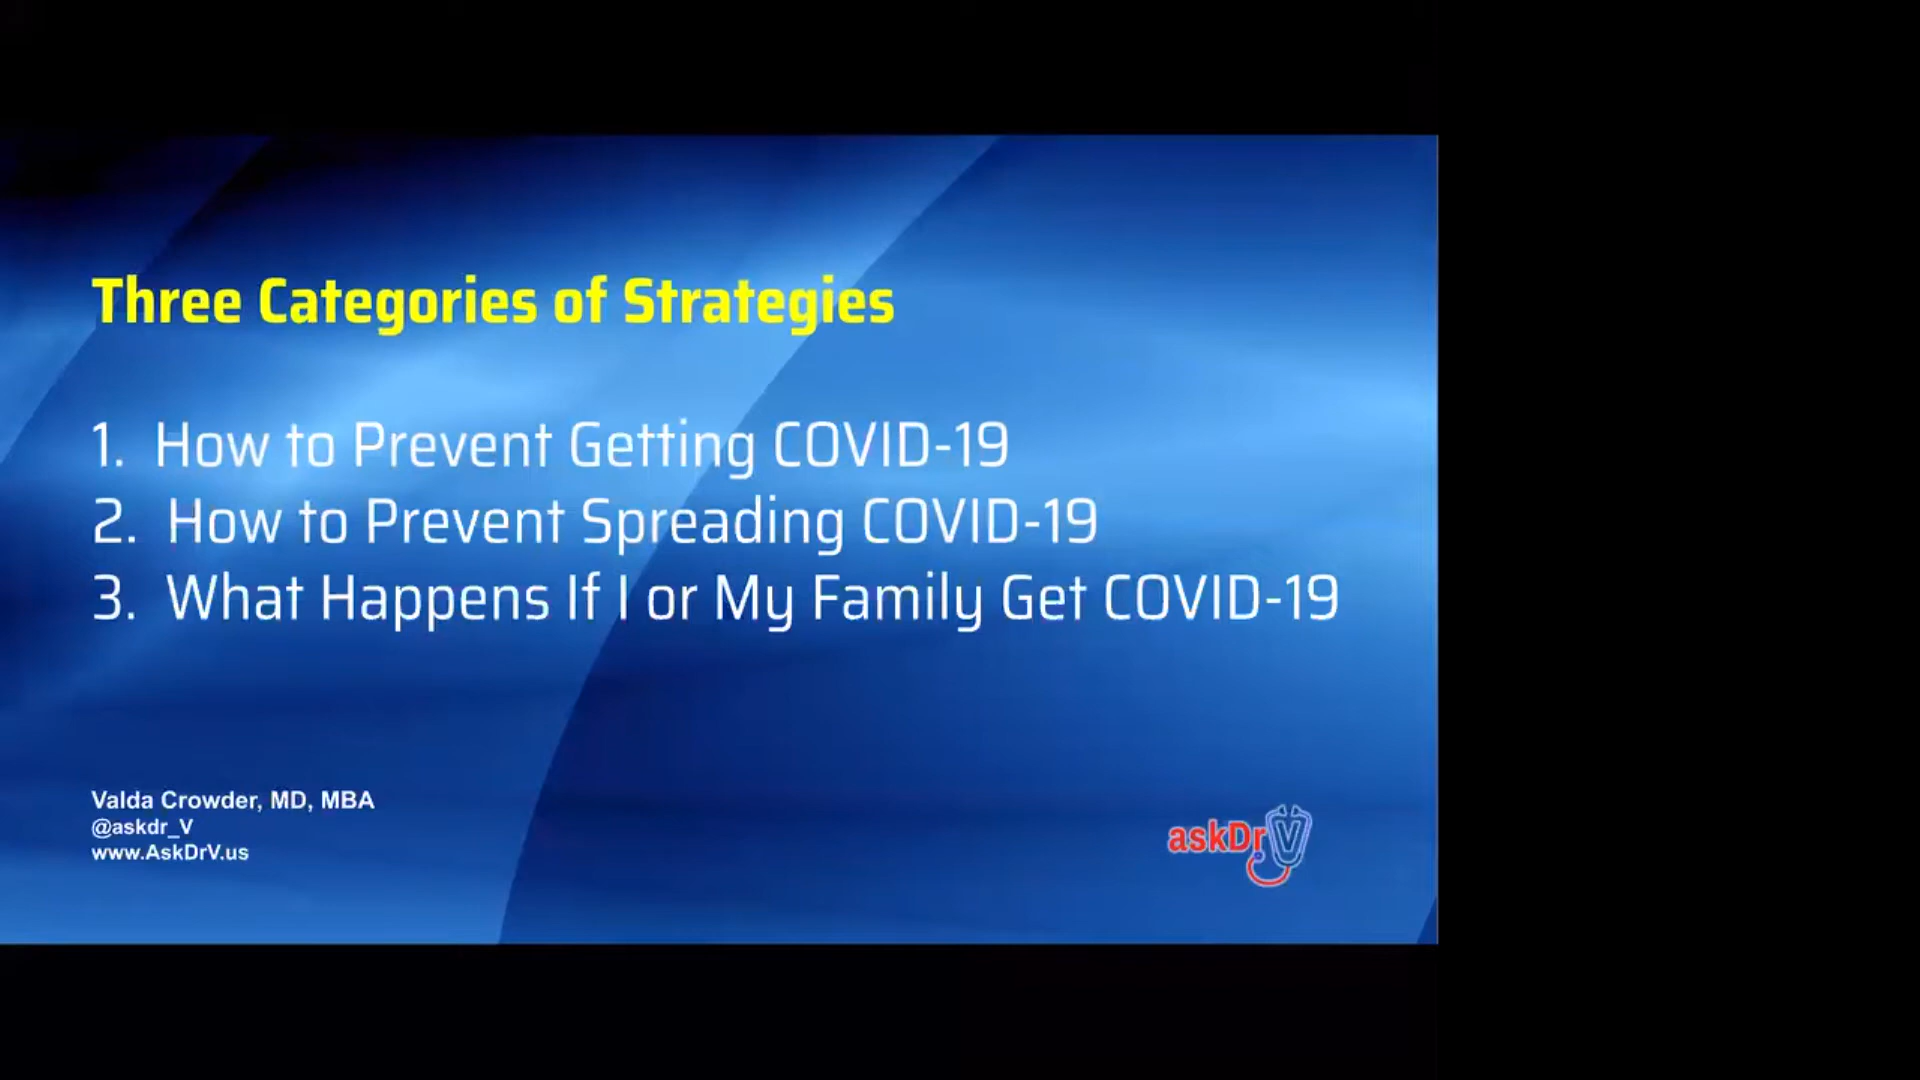 Three Categories of Strategies
1. How to Prevent Getting COVID-19
2. How to Prevent Spreading COVID-19
3. What Happens If I or My Family Get COVID-19
Valda Crowder, MD, MBA
@askdr_V
www.AskDrV.us
askDrV